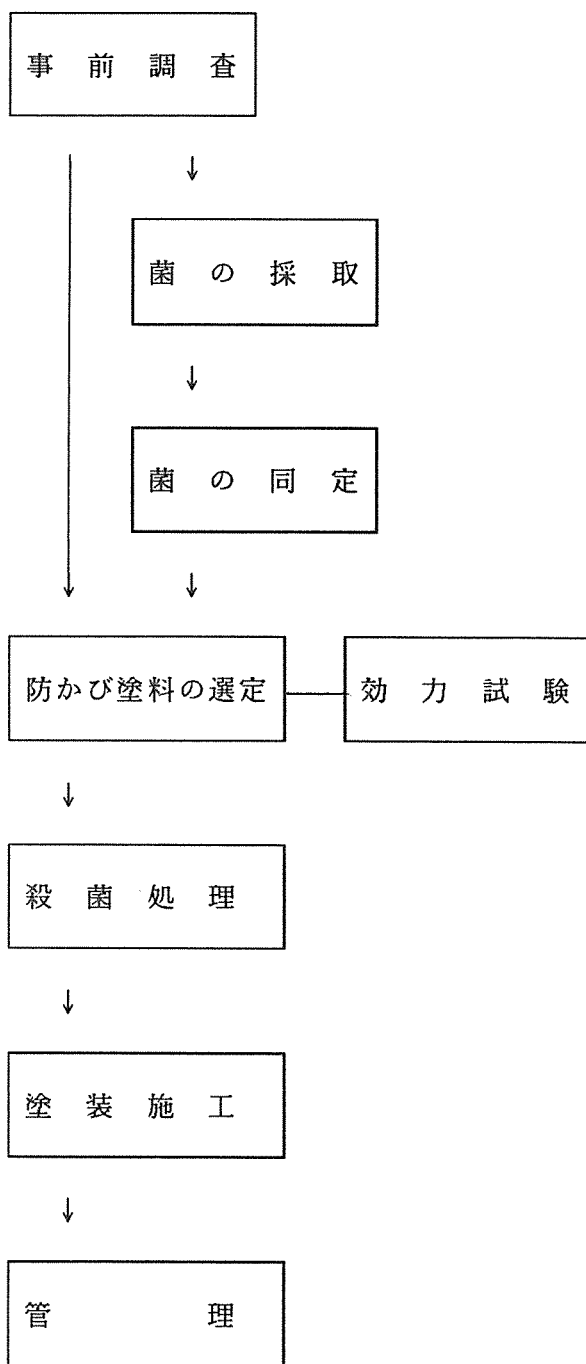 事前調査
↓
菌の採取
↓
菌の同定
↓
防かび塗料の選定
効力試験
↓
殺菌処理
↓
塗装施工
↓
管理